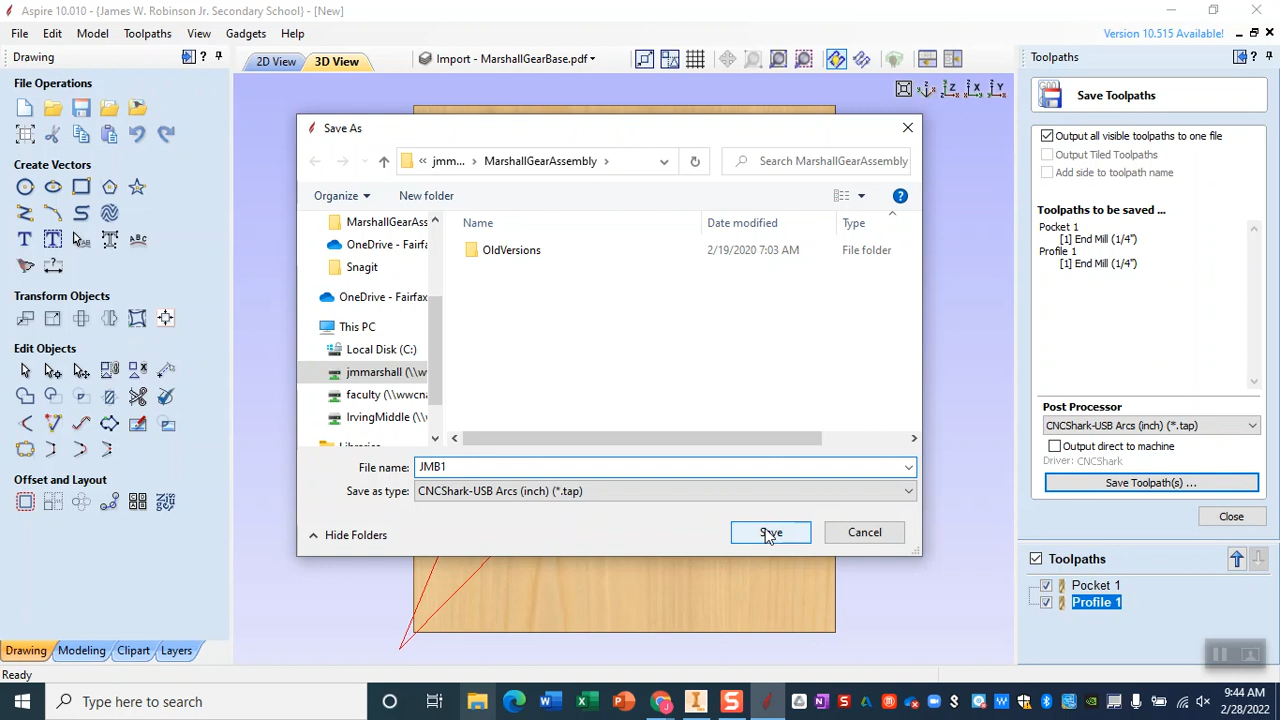 Aspire 10.010 - {James W. Robinson Jr. Secondary School} - [New]
File Edit Model Toolpaths View Gadgets Help
Version 10.515 Available!
Drawing
2D View
3D View
Import - MarshallGearBase.pdf
Toolpaths
File Operations
Create Vectors
Transform Objects
Edit Objects
Offset and Layout
Drawing Modeling Clipart Layers
Ready
Save As
« jmm... › MarshallGearAssembly ›
Search MarshallGearAssembly
Organize
New folder
Name Date modified Type
OldVersions 2/19/2020 7:03 AM File folder
MarshallGearAss
OneDrive - Fairfa
Snagit
OneDrive - Fairfax
This PC
Local Disk (C:)
jmmarshall (\\w
faculty (\\wwcn
IrvingMiddle (\\
File name: JMB1
Save as type: CNCShark-USB Arcs (inch) (*.tap)
Hide Folders
Save
Cancel
Save Toolpaths
Output all visible toolpaths to one file
Output Tiled Toolpaths
Add side to toolpath name
Toolpaths to be saved ...
Pocket 1
[1] End Mill (1/4")
Profile 1
[1] End Mill (1/4")
Post Processor
CNCShark-USB Arcs (inch) (*.tap)
Output direct to machine
Driver: CNCShark
Save Toolpath(s) ...
Close
Toolpaths
Pocket 1
Profile 1
Type here to search
9:44 AM
2/28/2022